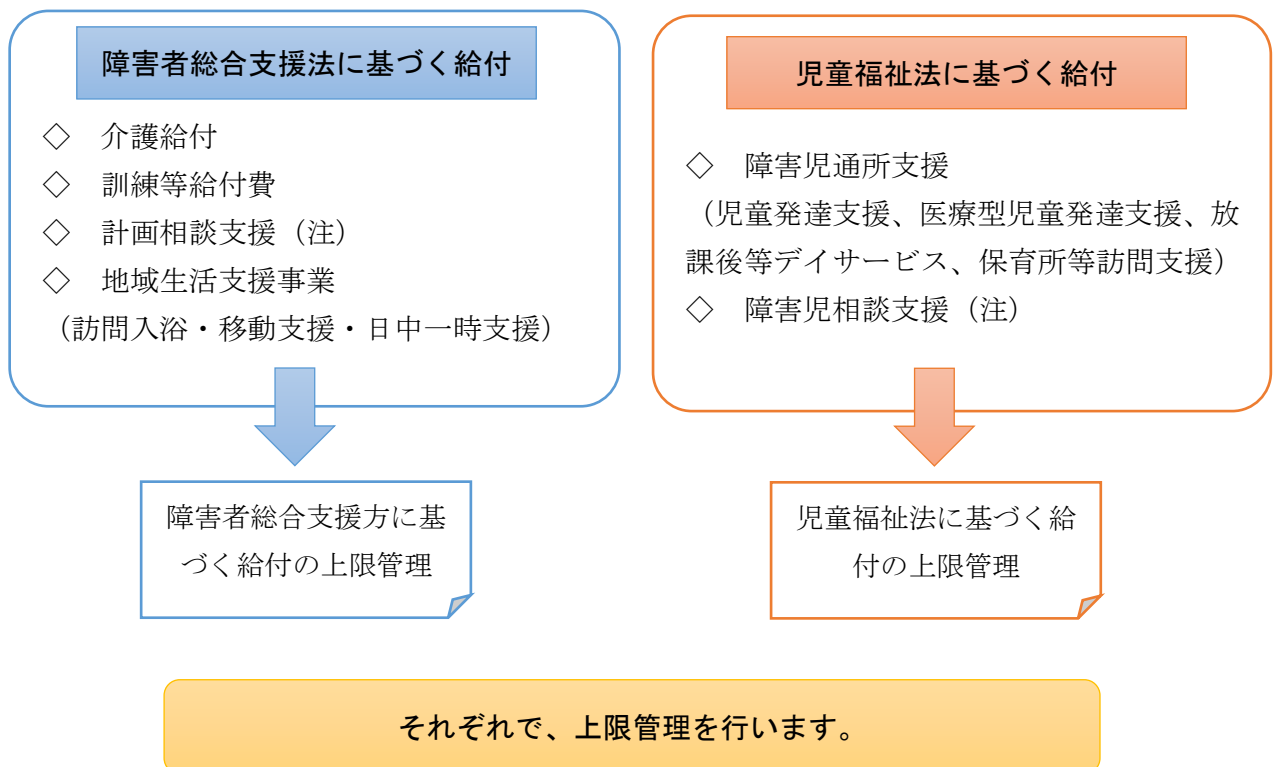 障害者総合支援法に基づく給付
◇ 介護給付
◇ 訓練等給付費
◇ 計画相談支援（注）
◇ 地域生活支援事業
（訪問入浴・移動支援・日中一時支援）
障害者総合支援方に基
づく給付の上限管理
児童福祉法に基づく給付
◇ 障害児通所支援
（児童発達支援、医療型児童発達支援、放
課後等デイサービス、保育所等訪問支援）
◇ 障害児相談支援（注）
児童福祉法に基づく給
付の上限管理
それぞれで、上限管理を行います。